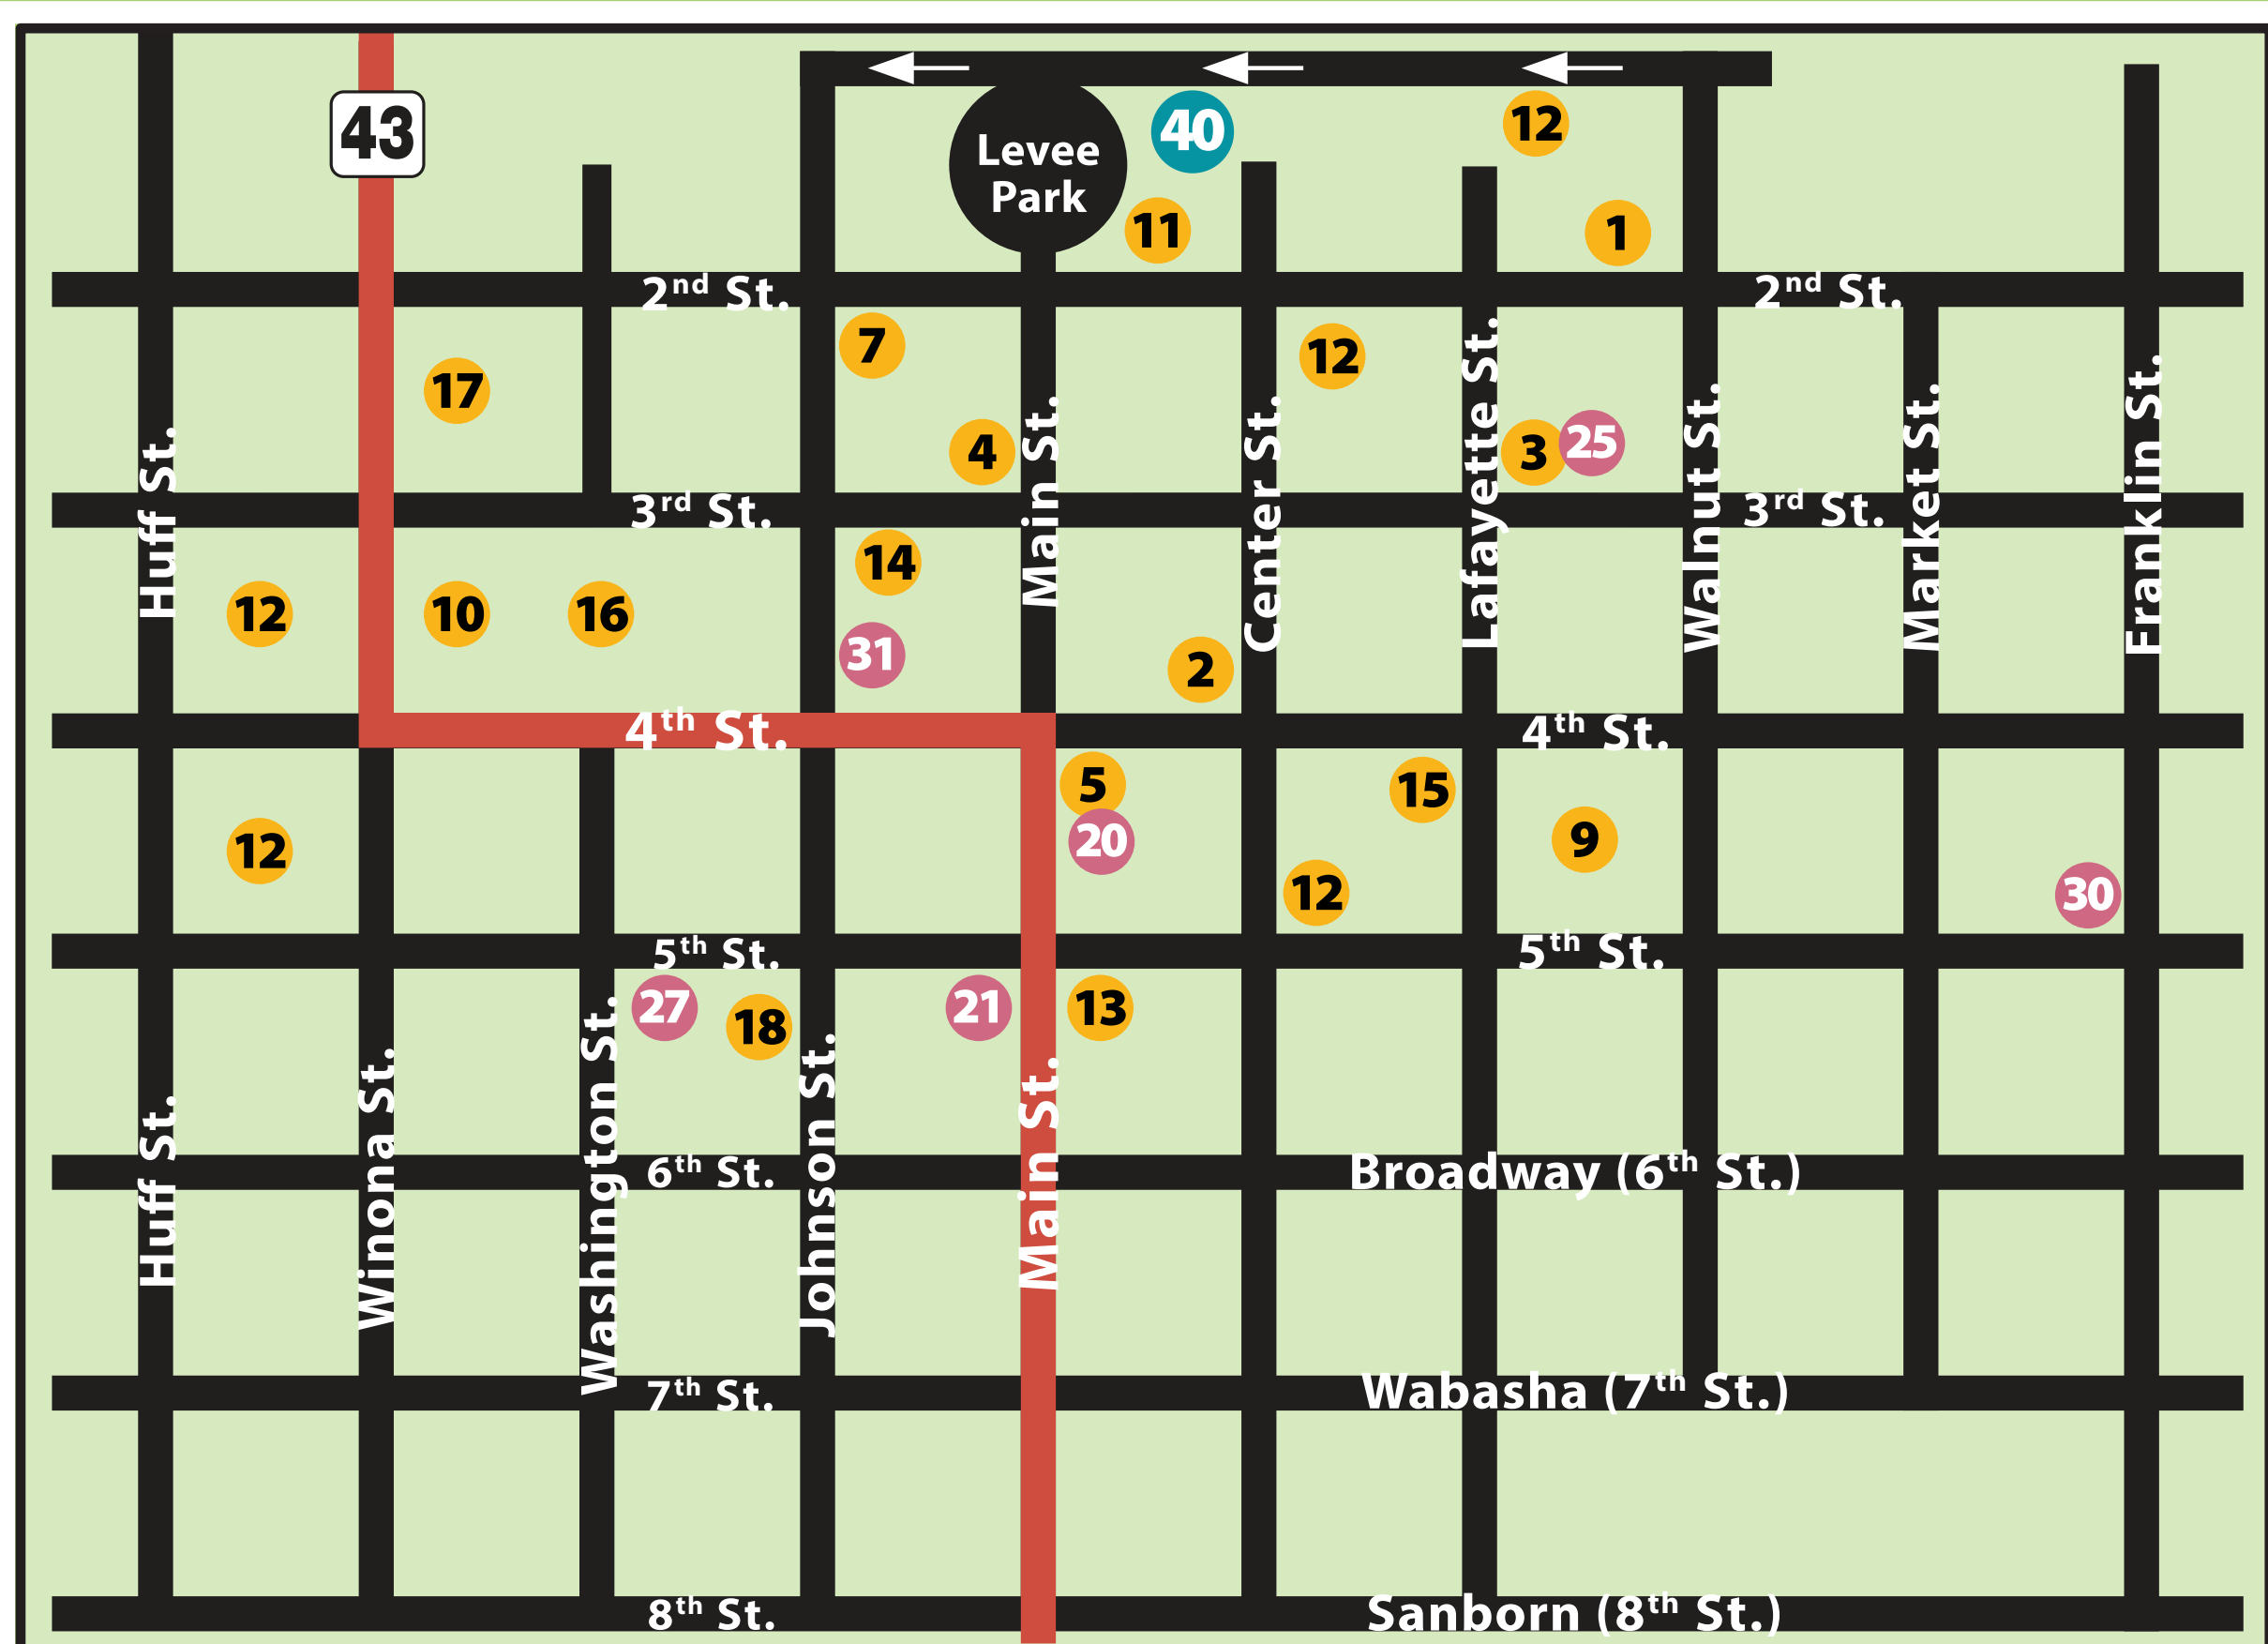 43
Levee
Park
40
12
11
1
2nd St.
2nd St.
7
12
17
4
3
25
Huff St.
Main St.
Center St.
Lafayette St.
Walnut St.
Market St.
Franklin St.
3rd St.
3rd St.
14
12
10
16
31
2
4th St.
4th St.
5
15
20
9
12
12
30
5th St.
5th St.
27
18
21
13
Huff St.
Winona St.
Washington St.
Johnson St.
Main St.
6th St.
Broadway (6th St.)
7th St.
Wabasha (7th St.)
8th St.
Sanborn (8th St.)